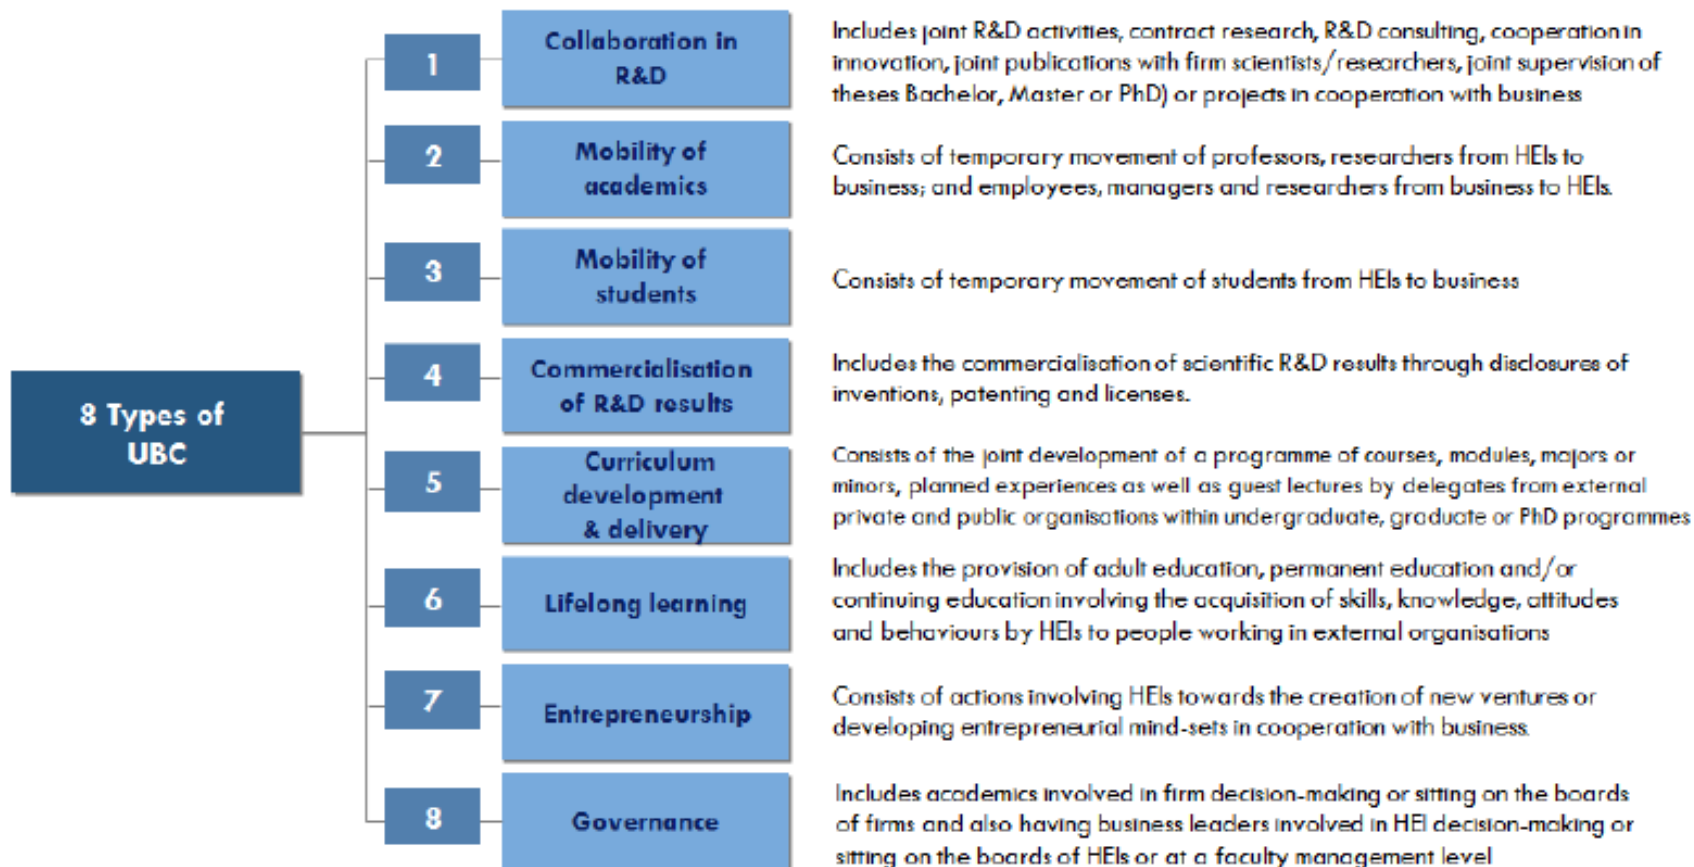 8 Types of
UBC
1
Collaboration in
R&D
Includes joint R&D activities, contract research, R&D consulting, cooperation in
innovation, joint publications with firm scientists/researchers, joint supervision of
theses Bachelor, Master or PhD) or projects in cooperation with business
2
Mobility of
academics
Consists of temporary movement of professors, researchers from HEIs to
business; and employees, managers and researchers from business to HEIs.
3
Mobility of
students
Consists of temporary movement of students from HEIs to business
4
Commercialisation
of R&D results
Includes the commercialisation of scientific R&D results through disclosures of
inventions, patenting and licenses.
5
Curriculum
development
& delivery
Consists of the joint development of a programme of courses, modules, majors or
minors, planned experiences as well as guest lectures by delegates from external
private and public organisations within undergraduate, graduate or PhD programmes
6
Lifelong learning
Includes the provision of adult education, permanent education and/or
continuing education involving the acquisition of skills, knowledge, attitudes
and behaviours by HEIs to people working in external organisations
7
Entrepreneurship
Consists of actions involving HEIs towards the creation of new ventures or
developing entrepreneurial mind-sets in cooperation with business.
8
Governance
Includes academics involved in firm decision-making or sitting on the boards
of firms and also having business leaders involved in HEI decision-making or
sitting on the boards of HEIs or at a faculty management level